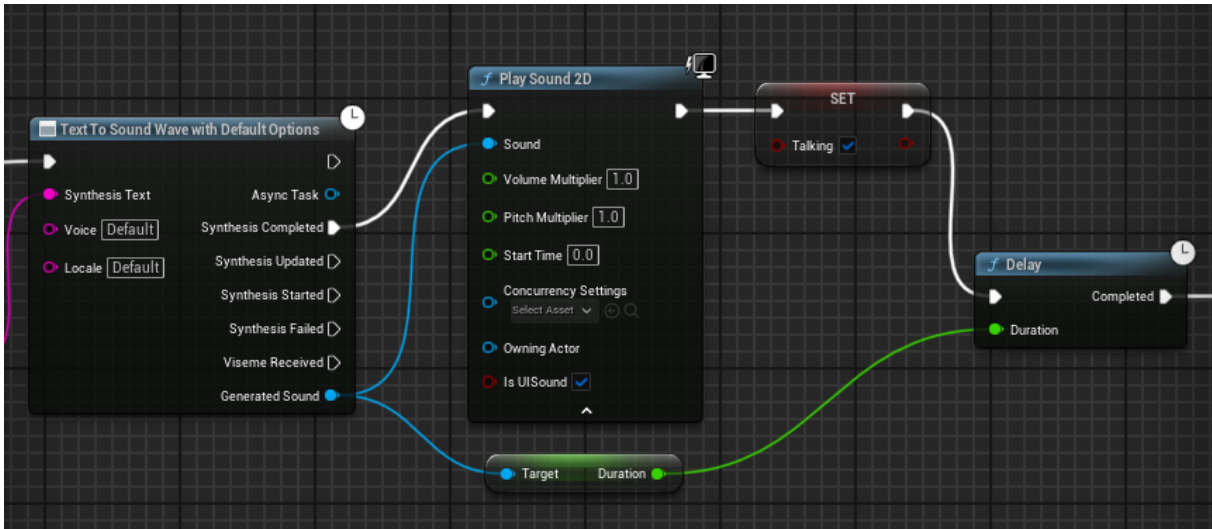 Text To Sound Wave with Default Options
Synthesis Text
Async Task
Voice Default
Synthesis Completed
Locale Default
Synthesis Updated
Synthesis Started
Synthesis Failed
Viseme Received
Generated Sound
f Play Sound 2D
Sound
Volume Multiplier 1.0
Pitch Multiplier 1.0
Start Time 0.0
Concurrency Settings
Select Asset
Owning Actor
Is UISound
Target Duration
SET
Talking
f Delay
Completed
Duration